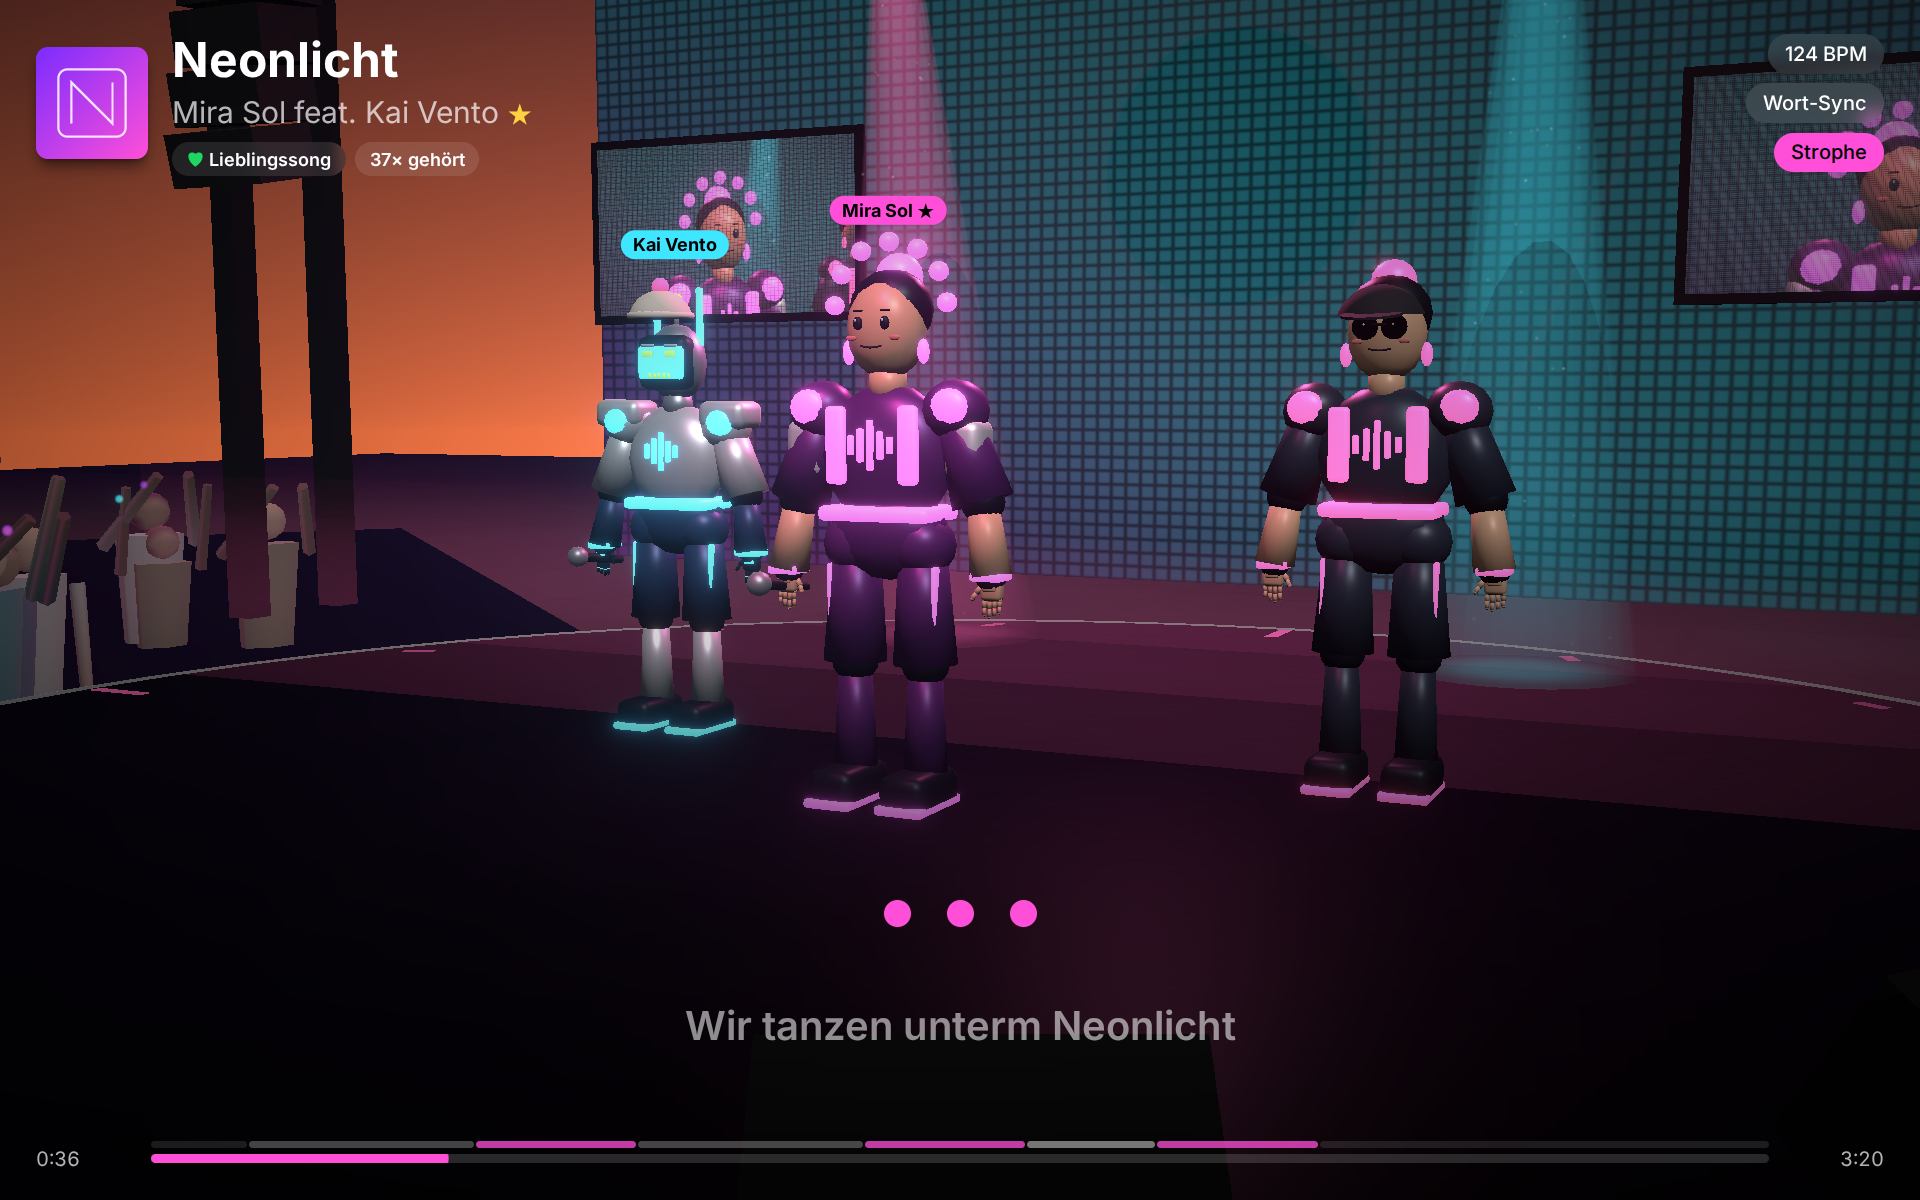 N
Neonlicht
Mira Sol feat. Kai Vento ★
Lieblingssong
37× gehört
124 BPM
Wort-Sync
Strophe
Mira Sol ★
Kai Vento
Wir tanzen unterm Neonlicht
0:36
3:20